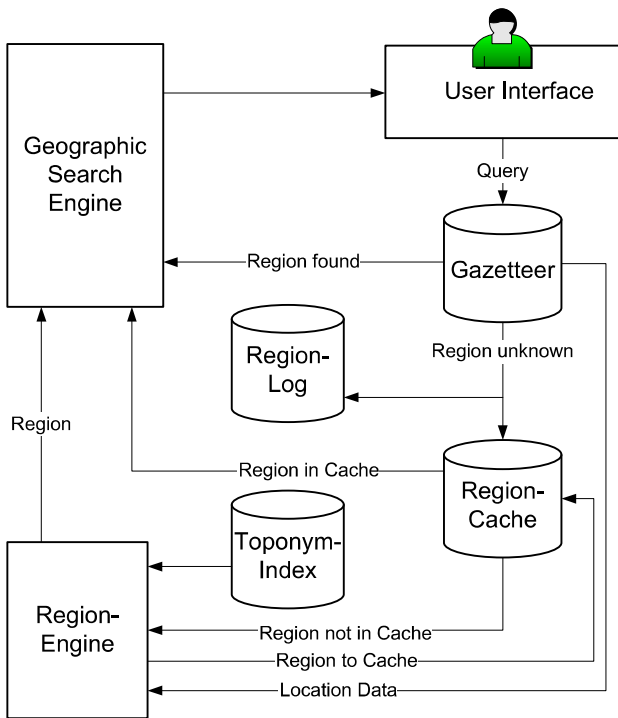 User Interface
Geographic
Search
Engine
Query
Region found
Gazetteer
Region-
Log
Region unknown
Region
Region in Cache
Region-
Cache
Toponym-
Index
Region-
Engine
Region not in Cache
Region to Cache
Location Data